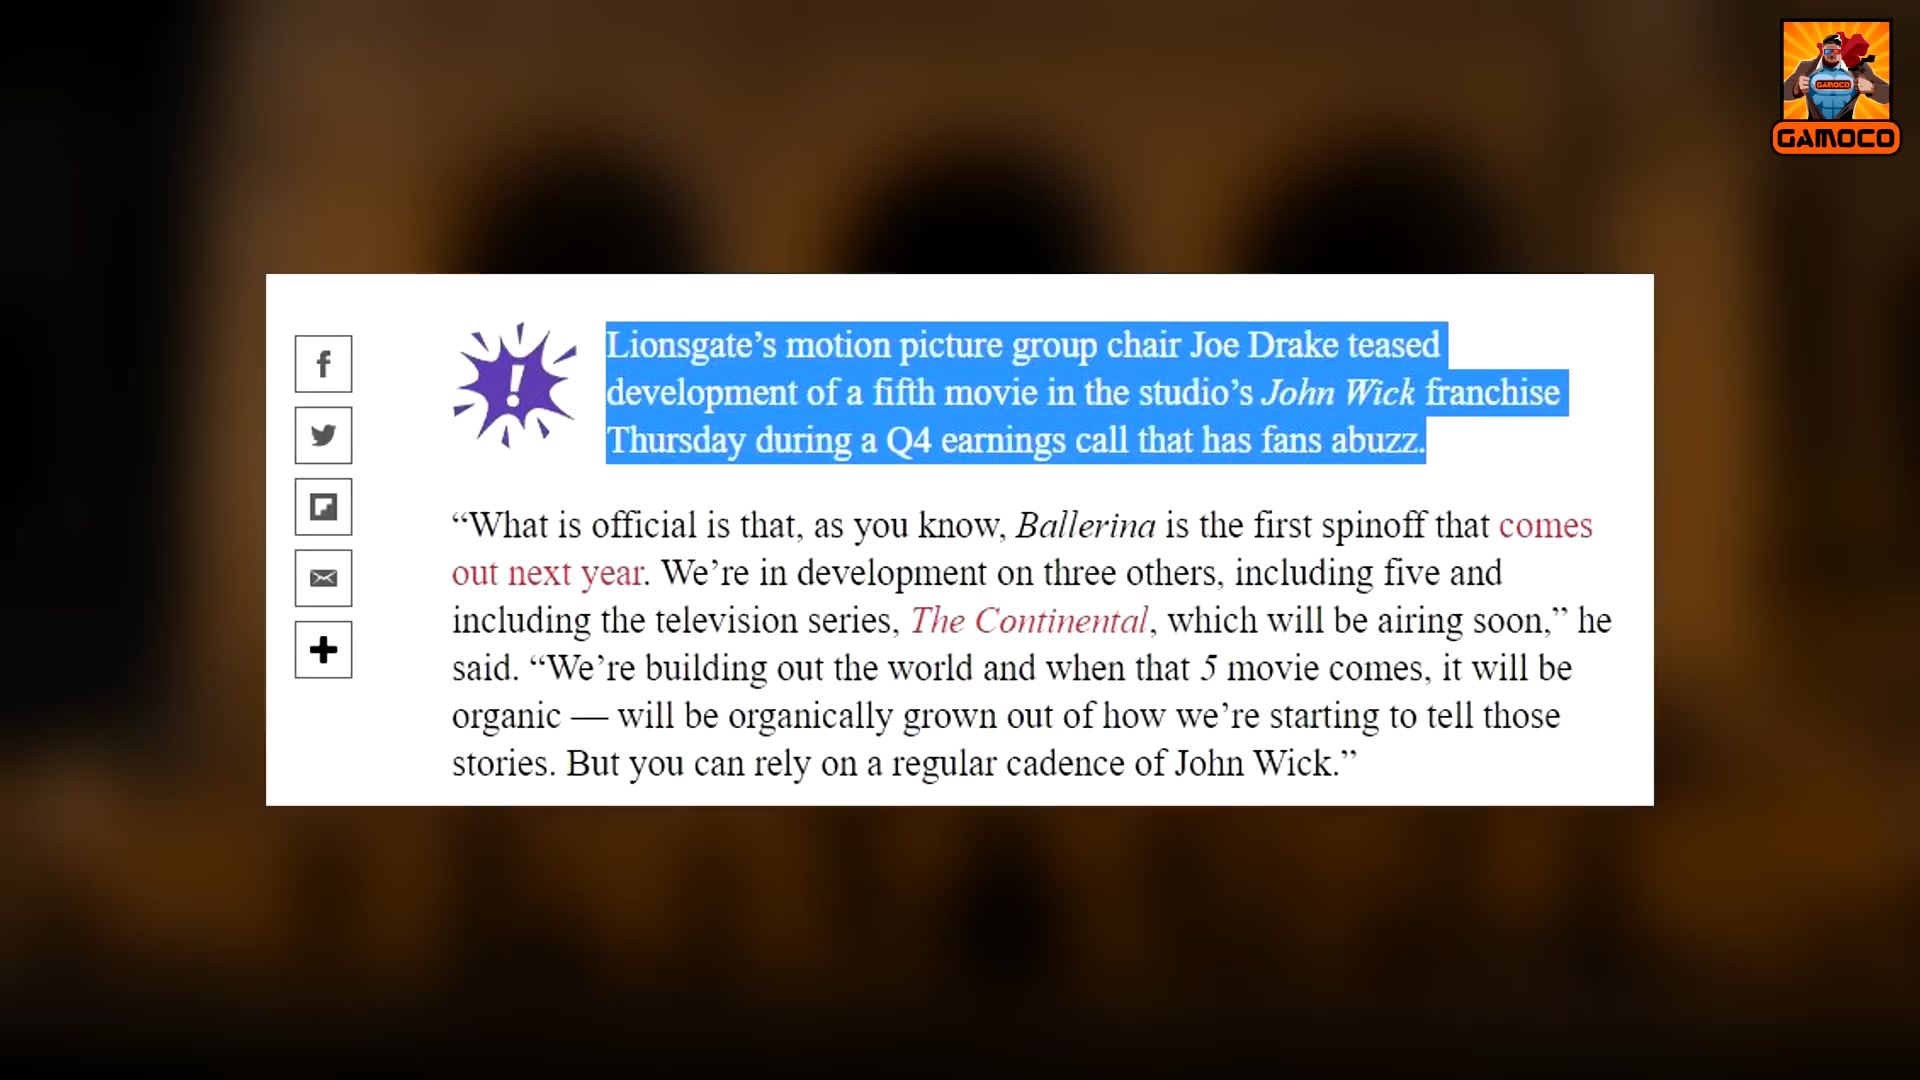 GAMOCO
GAMOCO
Lionsgate’s motion picture group chair Joe Drake teased
development of a fifth movie in the studio’s John Wick franchise
Thursday during a Q4 earnings call that has fans abuzz.
“What is official is that, as you know, Ballerina is the first spinoff that comes
out next year. We’re in development on three others, including five and
including the television series, The Continental, which will be airing soon,” he
said. “We’re building out the world and when that 5 movie comes, it will be
organic — will be organically grown out of how we’re starting to tell those
stories. But you can rely on a regular cadence of John Wick.”